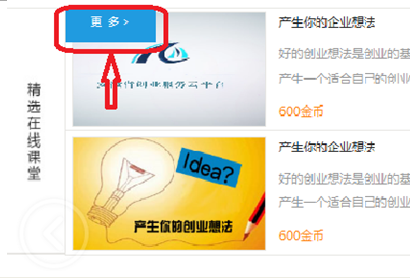 更 多 >
产生你的企业想法
好的创业想法是创业的基
产生一个适合自己的创业
600金币
精选在线课堂
Idea?
产生你的创业想法
产生你的企业想法
好的创业想法是创业的基
产生一个适合自己的创业
600金币